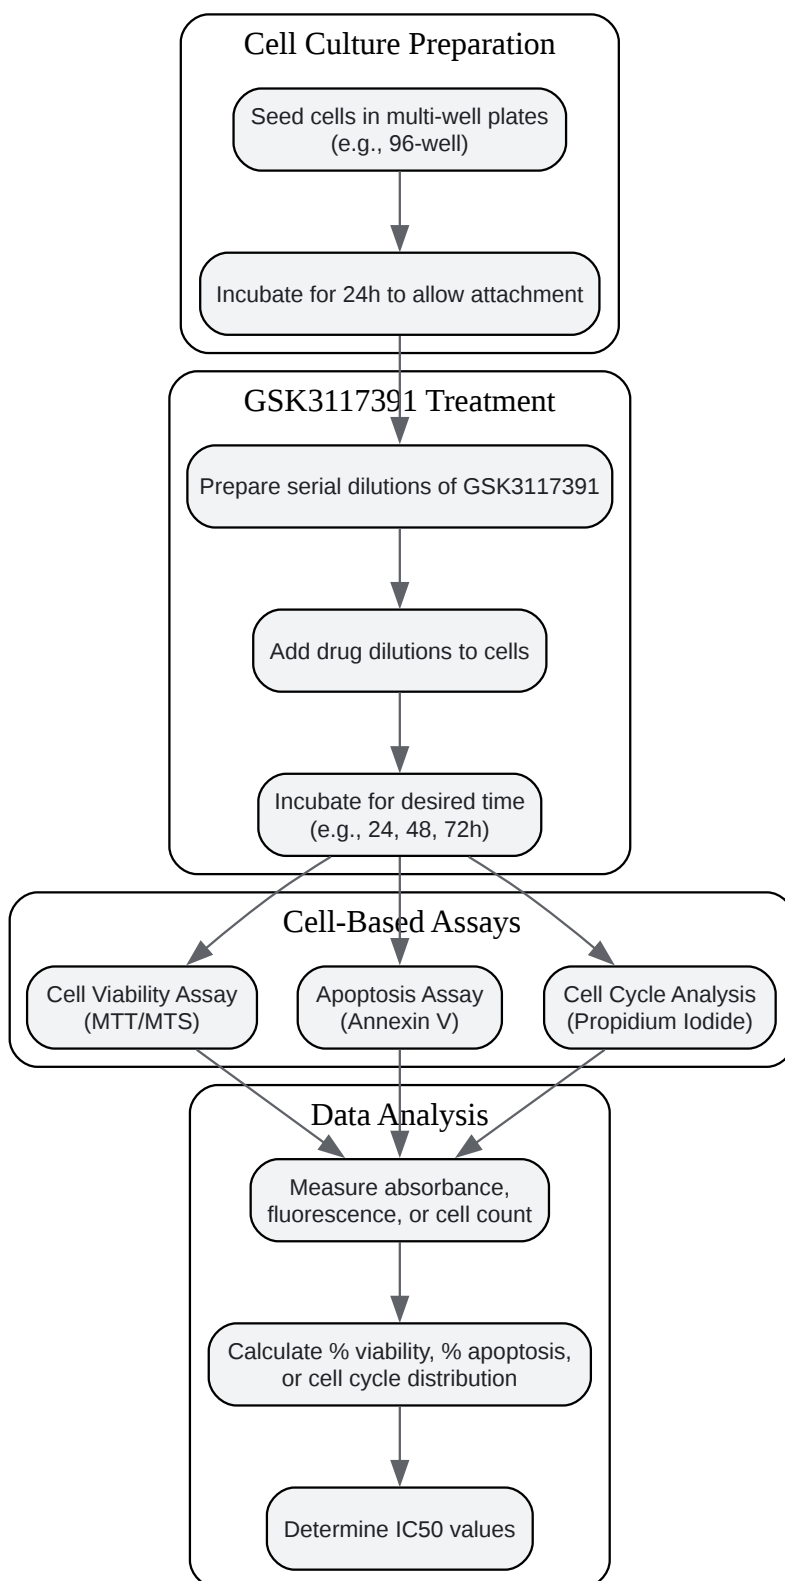 Cell Culture Preparation
Seed cells in multi-well plates
(e.g., 96-well)
Incubate for 24h to allow attachment
GSK3117391 Treatment
Prepare serial dilutions of GSK3117391
Add drug dilutions to cells
Incubate for desired time
(e.g., 24, 48, 72h)
Cell-Based Assays
Cell Viability Assay
(MTT/MTS)
Apoptosis Assay
(Annexin V)
Cell Cycle Analysis
(Propidium Iodide)
Data Analysis
Measure absorbance,
fluorescence, or cell count
Calculate % viability, % apoptosis,
or cell cycle distribution
Determine IC50 values